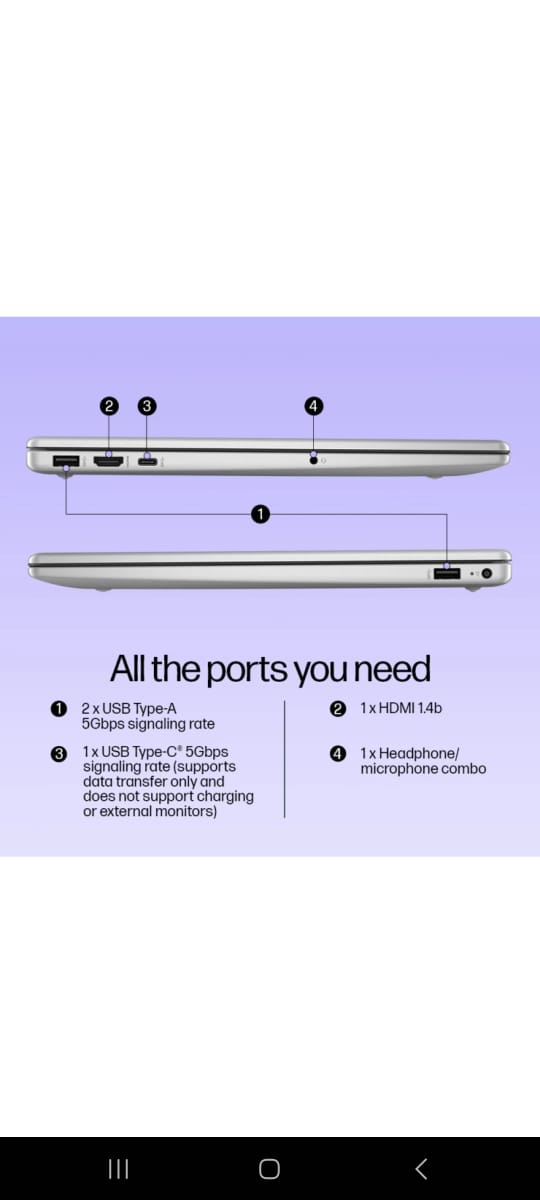 2 3 4
1
All the ports you need
1 2 x USB Type-A
5Gbps signaling rate
2 1 x HDMI 1.4b
3 1 x USB Type-C® 5Gbps
signaling rate (supports
data transfer only and
does not support charging
or external monitors)
4 1 x Headphone/
microphone combo